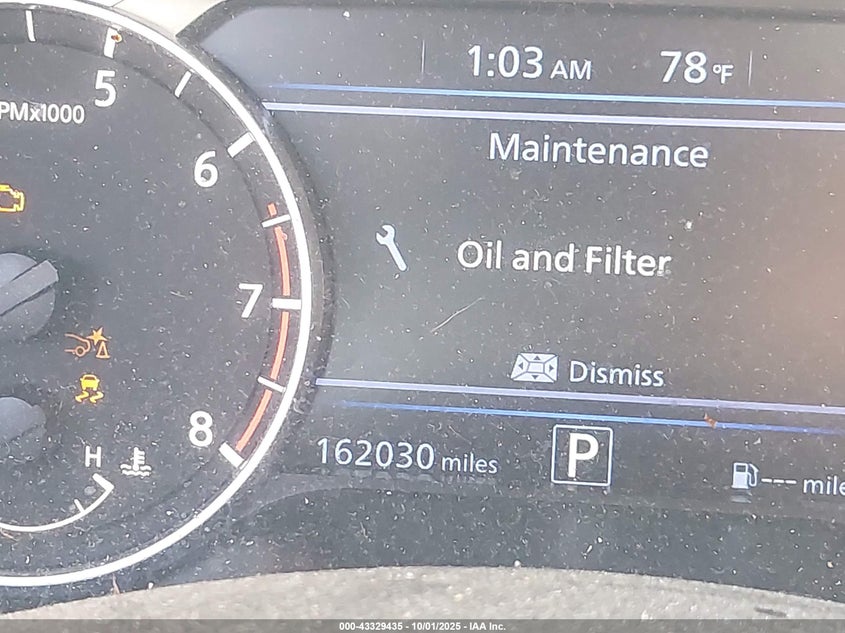 1:03 AM 78°F
5
PMx1000
Maintenance
6
Oil and Filter
7
Dismiss
8
162030 miles P --- mile
H
000-43329435 - 10/01/2025 - IAA Inc.